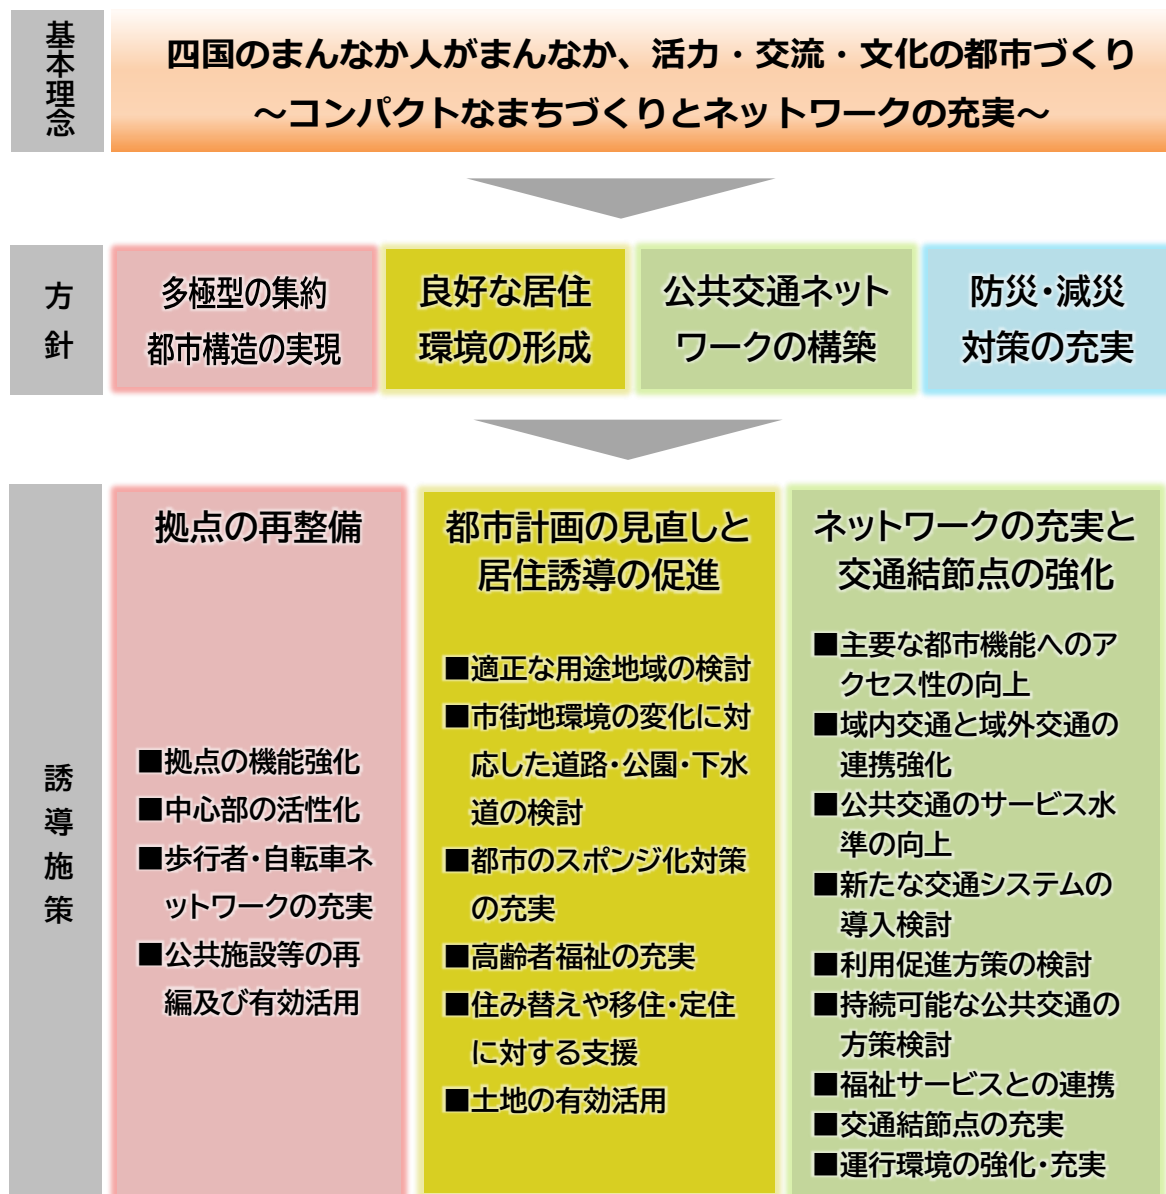 基本理念
四国のまんなか人がまんなか、活力・交流・文化の都市づくり
～コンパクトなまちづくりとネットワークの充実～
方針
多極型の集約
都市構造の実現
良好な居住
環境の形成
公共交通ネット
ワークの構築
防災・減災
対策の充実
誘導施策
拠点の再整備
■拠点の機能強化
■中心部の活性化
■歩行者・自転車ネ
ットワークの充実
■公共施設等の再
編及び有効活用
都市計画の見直しと
居住誘導の促進
■適正な用途地域の検討
■市街地環境の変化に対
応した道路・公園・下水
道の検討
■都市のスポンジ化対策
の充実
■高齢者福祉の充実
■住み替えや移住・定住
に対する支援
■土地の有効活用
ネットワークの充実と
交通結節点の強化
■主要な都市機能へのア
クセス性の向上
■域内交通と域外交通の
連携強化
■公共交通のサービス水
準の向上
■新たな交通システムの
導入検討
■利用促進方策の検討
■持続可能な公共交通の
方策検討
■福祉サービスとの連携
■交通結節点の充実
■運行環境の強化・充実